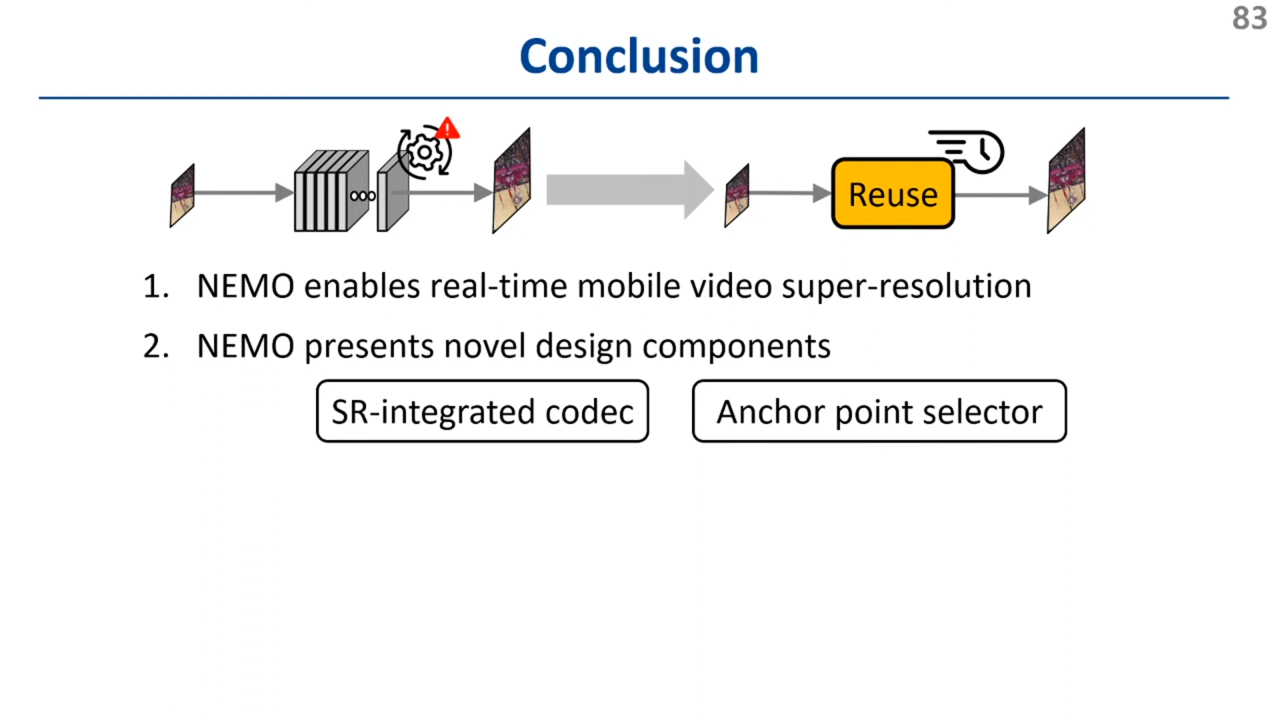 83
Conclusion
Reuse
1. NEMO enables real-time mobile video super-resolution
2. NEMO presents novel design components
SR-integrated codec
Anchor point selector